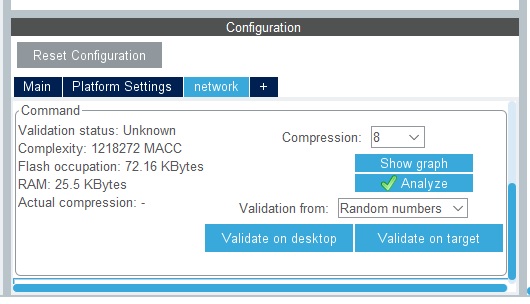 Configuration
Reset Configuration
Main Platform Settings network +
Command
Validation status: Unknown
Complexity: 1218272 MACC
Flash occupation: 72.16 KBytes
RAM: 25.5 KBytes
Actual compression: -
Compression: 8
Show graph
Analyze
Validation from: Random numbers
Validate on desktop Validate on target